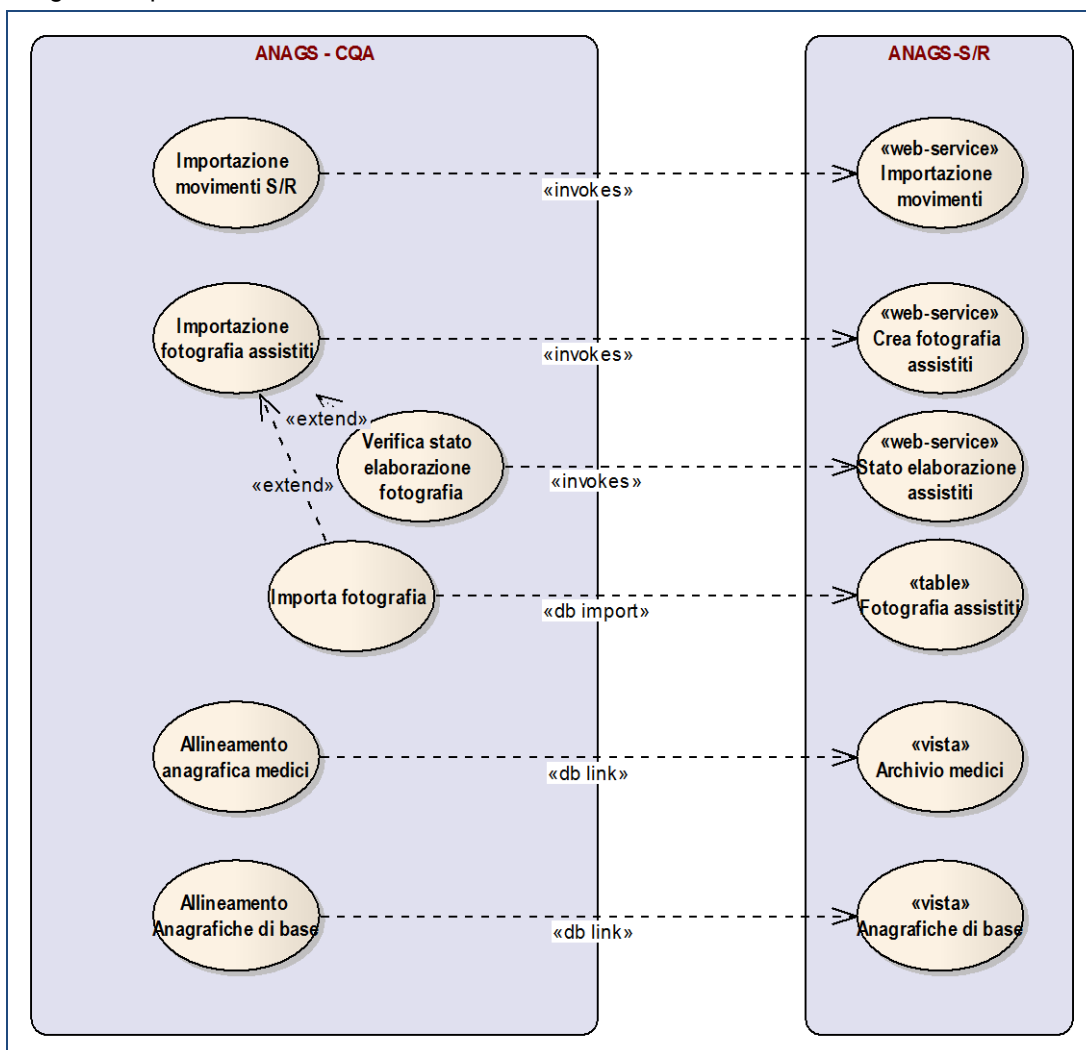 ANAGS - CQA
ANAGS-S/R
Importazione
movimenti S/R
«invokes»
«web-service»
Importazione
movimenti
Importazione
fotografia assistiti
«invokes»
«web-service»
Crea fotografia
assistiti
«extend»
Verifica stato
elaborazione
fotografia
«invokes»
«web-service»
Stato elaborazione
assistiti
«extend»
Importa fotografia
«db import»
«table»
Fotografia assistiti
Allineamento
anagrafica medici
«db link»
«vista»
Archivio medici
Allineamento
Anagrafiche di base
«db link»
«vista»
Anagrafiche di base